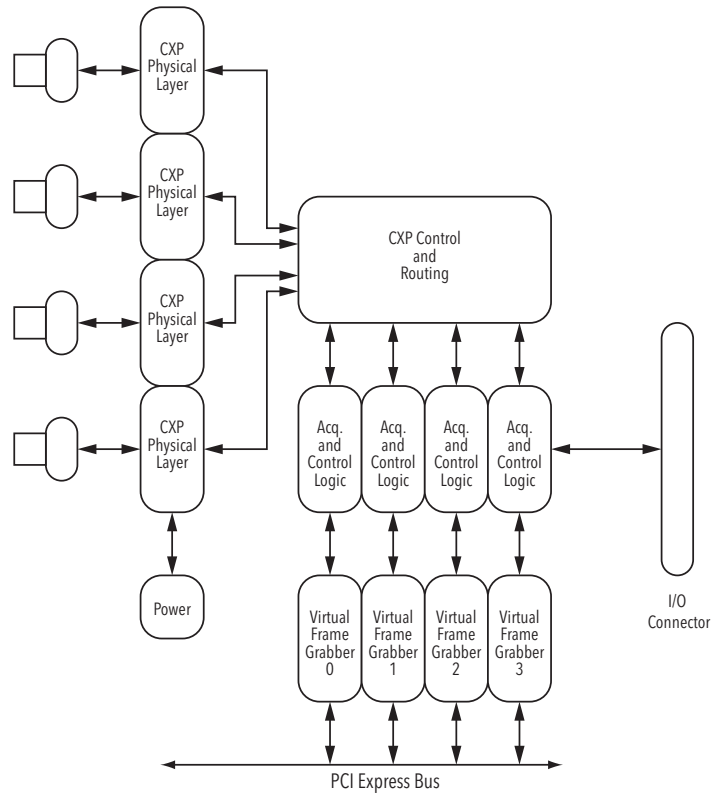 CXP
Physical
Layer
CXP
Physical
Layer
CXP
Physical
Layer
CXP
Physical
Layer
Power
CXP Control
and
Routing
Acq.
and
Control
Logic
Acq.
and
Control
Logic
Acq.
and
Control
Logic
Acq.
and
Control
Logic
Virtual
Frame
Grabber
0
Virtual
Frame
Grabber
1
Virtual
Frame
Grabber
2
Virtual
Frame
Grabber
3
I/O
Connector
PCI Express Bus